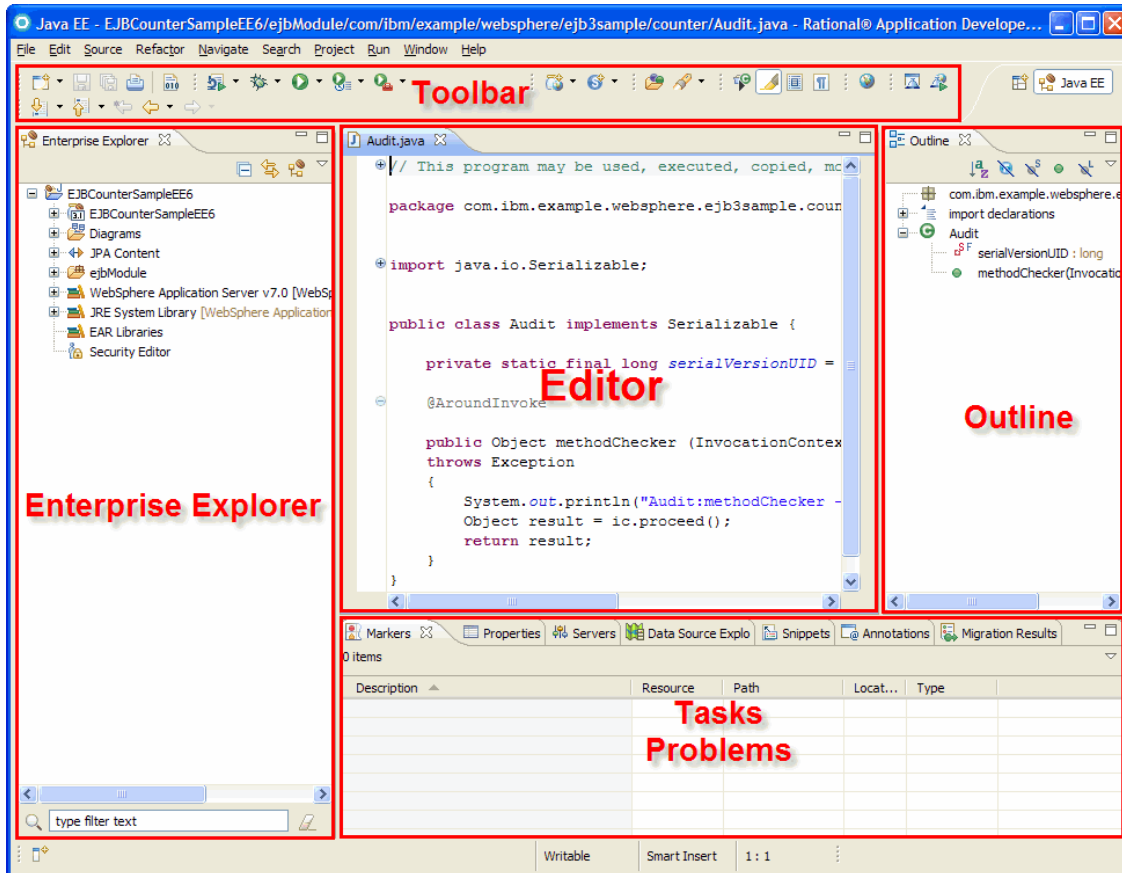 Java EE - EJBCounterSampleEE6/ejbModule/com/ibm/example/websphere/ejb3sample/counter/Audit.java - Rational® Application Develope...
File Edit Source Refactor Navigate Search Project Run Window Help
Toolbar
Java EE
Enterprise Explorer
EJBCounterSampleEE6
EJBCounterSampleEE6
Diagrams
JPA Content
ejbModule
WebSphere Application Server v7.0 [WebSp
JRE System Library [WebSphere Application
EAR Libraries
Security Editor
Enterprise Explorer
type filter text
Audit.java
// This program may be used, executed, copied, mo
package com.ibm.example.websphere.ejb3sample.coun
import java.io.Serializable;
public class Audit implements Serializable {
private static final long serialVersionUID =
@AroundInvoke
public Object methodChecker (InvocationContex
throws Exception
{
System.out.println("Audit:methodChecker -
Object result = ic.proceed();
return result;
}
}
Editor
Outline
com.ibm.example.websphere.e
import declarations
Audit
serialVersionUID : long
methodChecker(Invocatio
Outline
Markers Properties Servers Data Source Explo Snippets Annotations Migration Results
0 items
Description Resource Path Locat... Type
Tasks
Problems
Writable Smart Insert 1 : 1